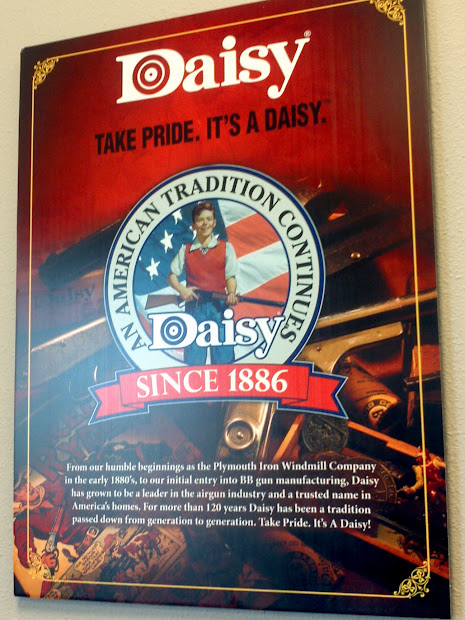 Daisy®
TAKE PRIDE. IT'S A DAISY.™
AN AMERICAN TRADITION CONTINUES
Daisy
SINCE 1886
From our humble beginnings as the Plymouth Iron Windmill Company
in the early 1880's, to our initial entry into BB gun manufacturing, Daisy
has grown to be a leader in the airgun industry and a trusted name in
America's homes. For more than 120 years Daisy has been a tradition
passed down from generation to generation. Take Pride. It's A Daisy!